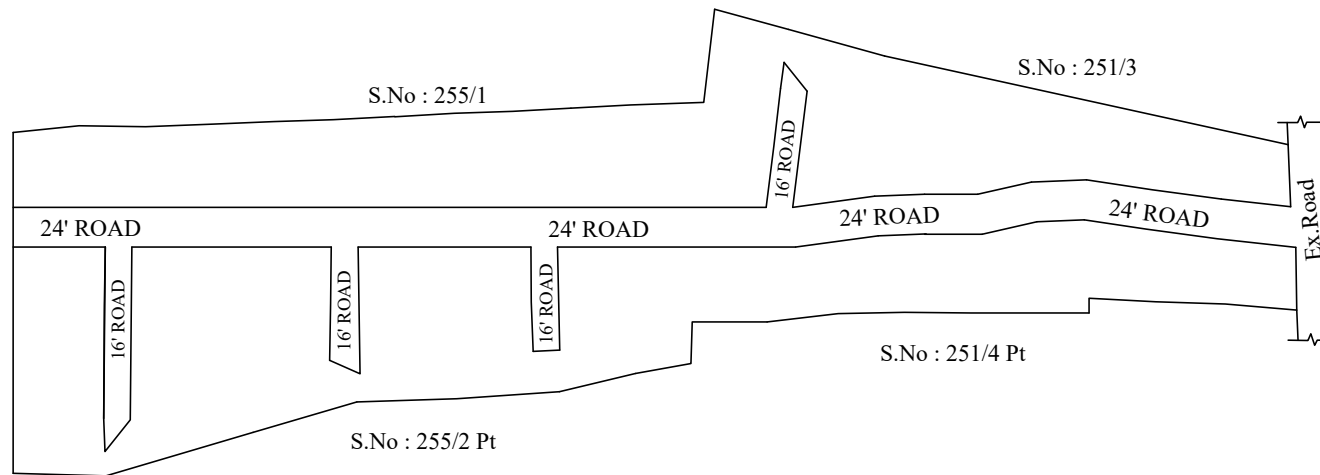 S.No : 251/3
S.No : 255/1
16' ROAD
24' ROAD
24' ROAD
24' ROAD
24' ROAD
Ex.Road
16' ROAD
16' ROAD
16' ROAD
S.No : 251/4 Pt
S.No : 255/2 Pt